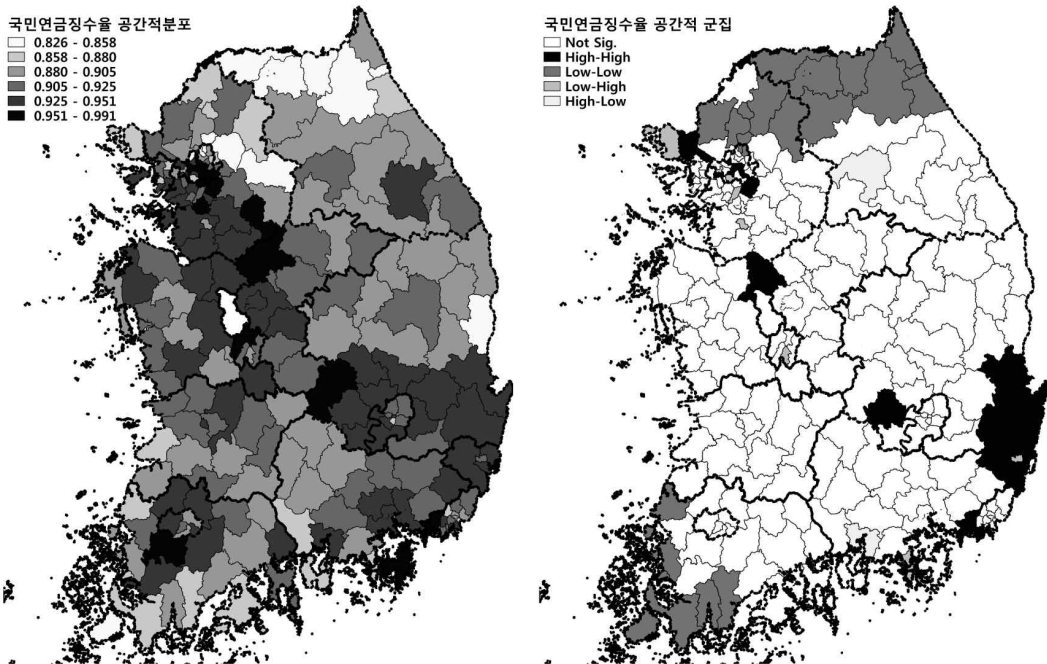 국민연금징수율 공간적분포
0.826 - 0.858
0.858 - 0.880
0.880 - 0.905
0.905 - 0.925
0.925 - 0.951
0.951 - 0.991
국민연금징수율 공간적 군집
Not Sig.
High-High
Low-Low
Low-High
High-Low